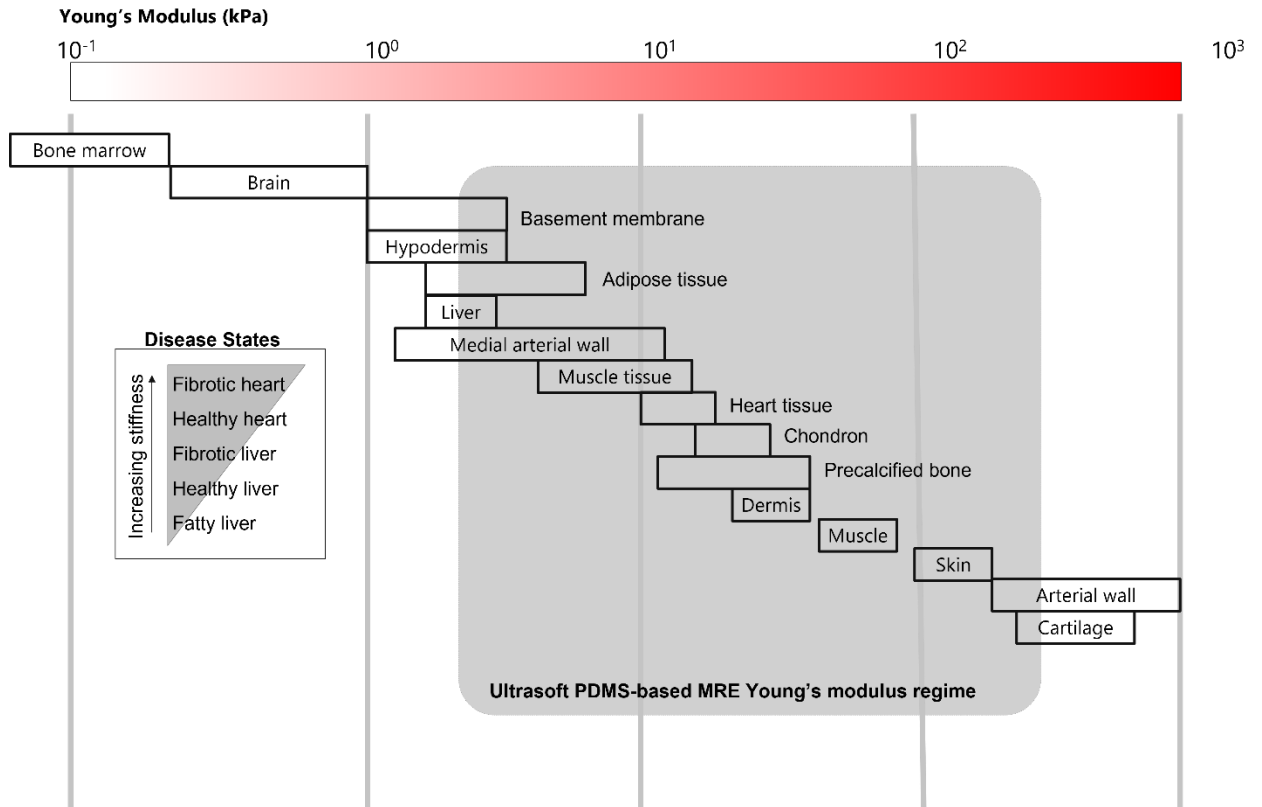 Young's Modulus (kPa)
10⁻¹ 10⁰ 10¹ 10² 10³
Bone marrow
Brain
Basement membrane
Hypodermis
Adipose tissue
Liver
Medial arterial wall
Muscle tissue
Heart tissue
Chondron
Precalcified bone
Dermis
Muscle
Skin
Arterial wall
Cartilage
Ultrasoft PDMS-based MRE Young's modulus regime
Disease States
Increasing stiffness
Fibrotic heart
Healthy heart
Fibrotic liver
Healthy liver
Fatty liver